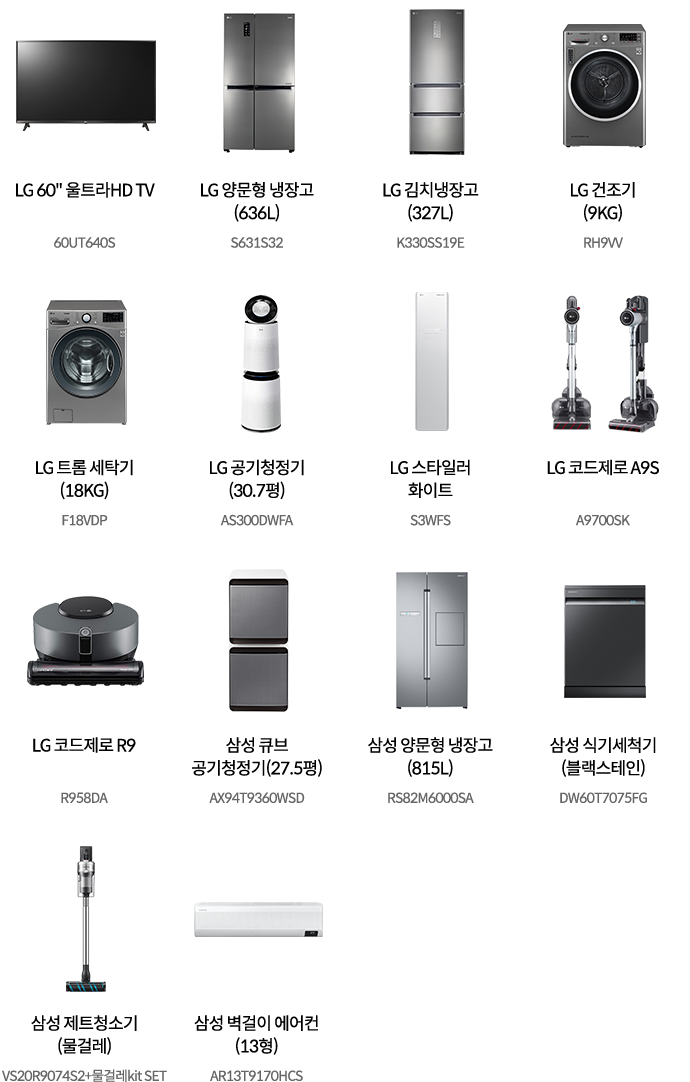 LG 60" 울트라HD TV
60UT640S
LG 양문형 냉장고
(636L)
S631S32
LG 김치냉장고
(327L)
K330SS19E
LG 건조기
(9KG)
RH9VV
LG 트롬 세탁기
(18KG)
F18VDP
LG 공기청정기
(30.7평)
AS300DWFA
LG 스타일러
화이트
S3WFS
LG 코드제로 A9S
A9700SK
LG 코드제로 R9
R958DA
삼성 큐브
공기청정기(27.5평)
AX94T9360WSD
삼성 양문형 냉장고
(815L)
RS82M6000SA
삼성 식기세척기
(블랙스테인)
DW60T7075FG
삼성 제트청소기
(물걸레)
VS20R9074S2+물걸레kit SET
삼성 벽걸이 에어컨
(13형)
AR13T9170HCS